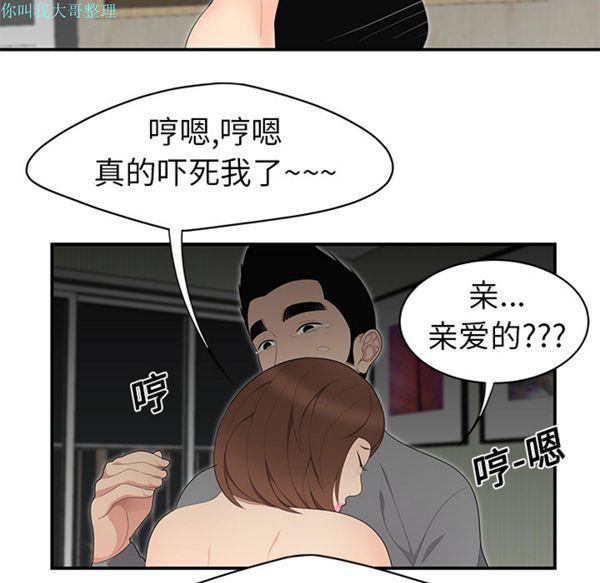 你叫我大哥整理
哼嗯,哼嗯
真的吓死我了~~~
亲...
亲爱的???
哼
哼-嗯